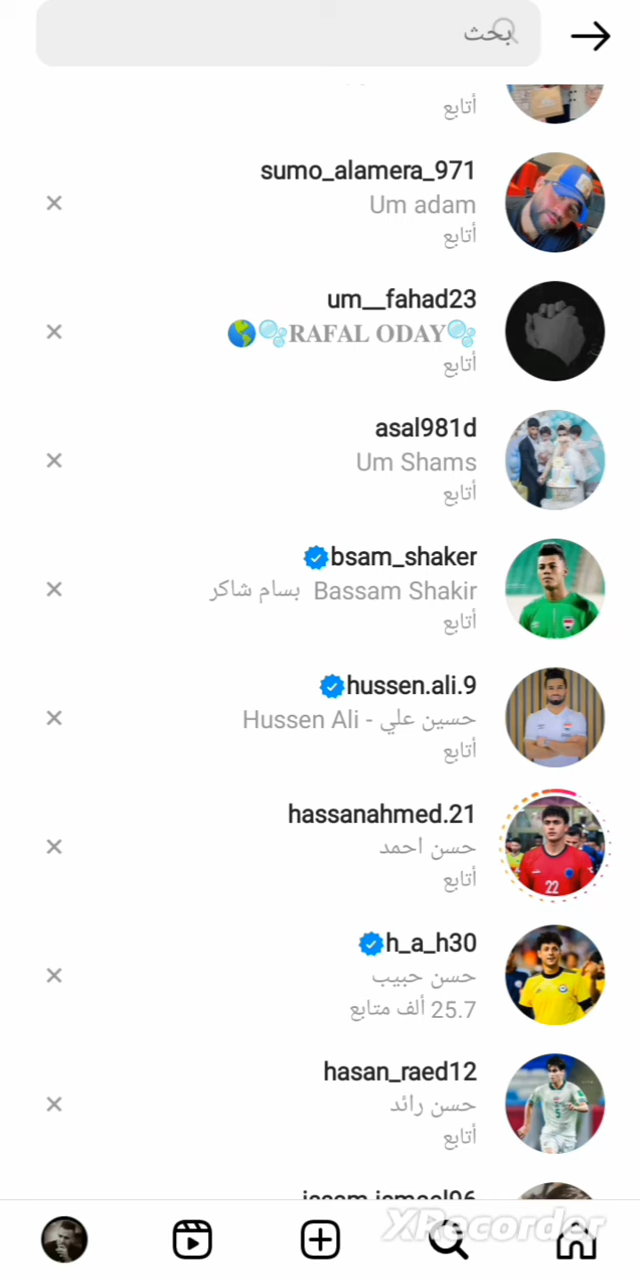 بحث
أتابع
sumo_alamera_971
Um adam
أتابع
um__fahad23
RAFAL ODAY
أتابع
asal981d
Um Shams
أتابع
bsam_shaker
Bassam Shakir بسام شاكر
أتابع
hussen.ali.9
حسين علي - Hussen Ali
أتابع
hassanahmed.21
حسن احمد
أتابع
22
h_a_h30
حسن حبيب
25.7 ألف متابع
hasan_raed12
حسن رائد
أتابع
XRecorder